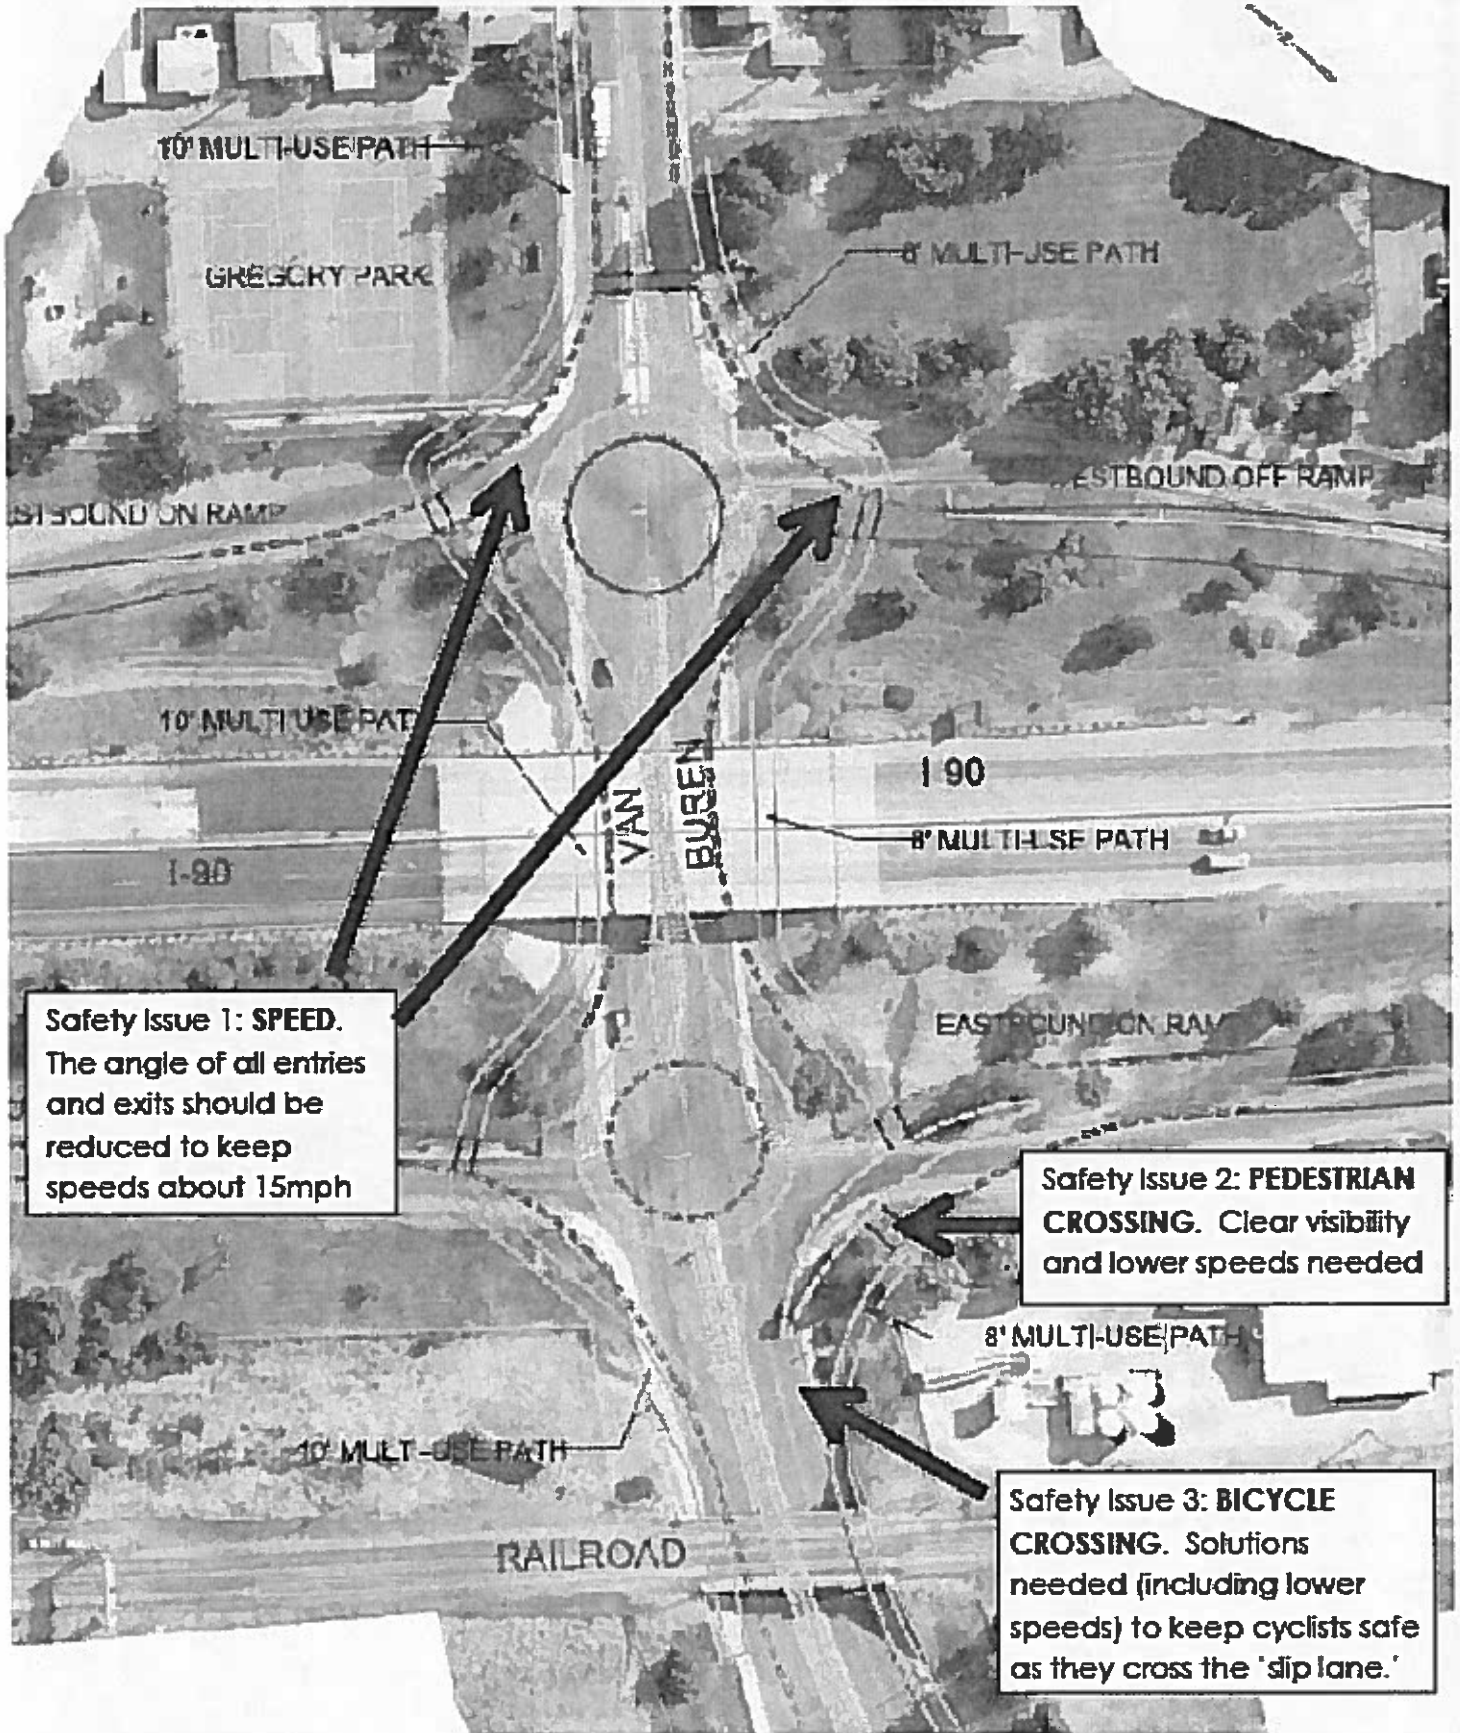 10' MULTI-USE PATH
GREGORY PARK
8' MULTI-USE PATH
ESTBOUND OFF RAMP
STBOUND ON RAMP
10' MULTI USE PAT
I 90
VAN
BUREN
8' MULTI-USE PATH
I-90
Safety Issue 1: SPEED.
The angle of all entries
and exits should be
reduced to keep
speeds about 15mph
EASTBOUND ON RAM
Safety Issue 2: PEDESTRIAN
CROSSING. Clear visibility
and lower speeds needed
8' MULTI-USE PATH
10' MULT-USE PATH
Safety Issue 3: BICYCLE
CROSSING. Solutions
needed (including lower
speeds) to keep cyclists safe
as they cross the 'slip lane.'
RAILROAD